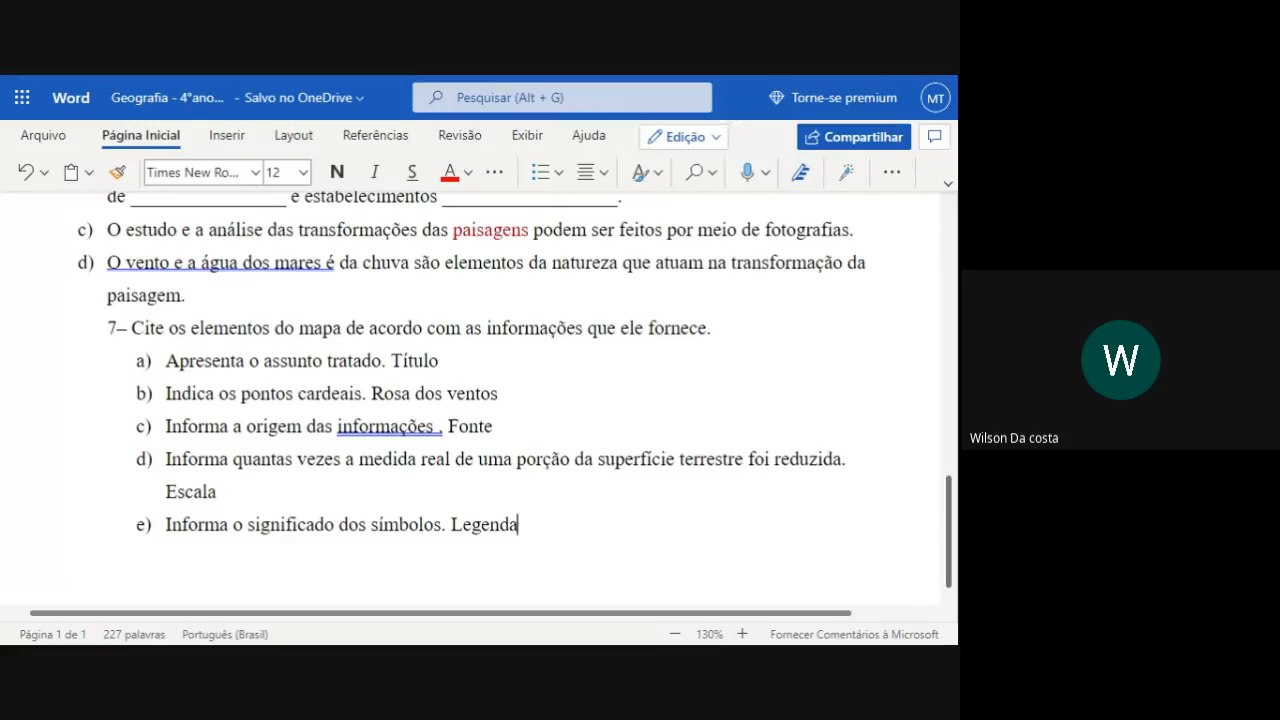 Word Geografia - 4°ano... - Salvo no OneDrive Pesquisar (Alt + G) Torne-se premium MT
Arquivo Página Inicial Inserir Layout Referências Revisão Exibir Ajuda Edição Compartilhar
Times New Ro... 12 N I S A ...
de _______________ e estabelecimentos _________________.
c) O estudo e a análise das transformações das paisagens podem ser feitos por meio de fotografias.
d) O vento e a água dos mares é da chuva são elementos da natureza que atuam na transformação da
paisagem.
7– Cite os elementos do mapa de acordo com as informações que ele fornece.
a) Apresenta o assunto tratado. Título
b) Indica os pontos cardeais. Rosa dos ventos
c) Informa a origem das informações . Fonte
d) Informa quantas vezes a medida real de uma porção da superfície terrestre foi reduzida.
Escala
e) Informa o significado dos símbolos. Legenda
W
Wilson Da costa
Página 1 de 1 227 palavras Português (Brasil) 130% Fornecer Comentários à Microsoft